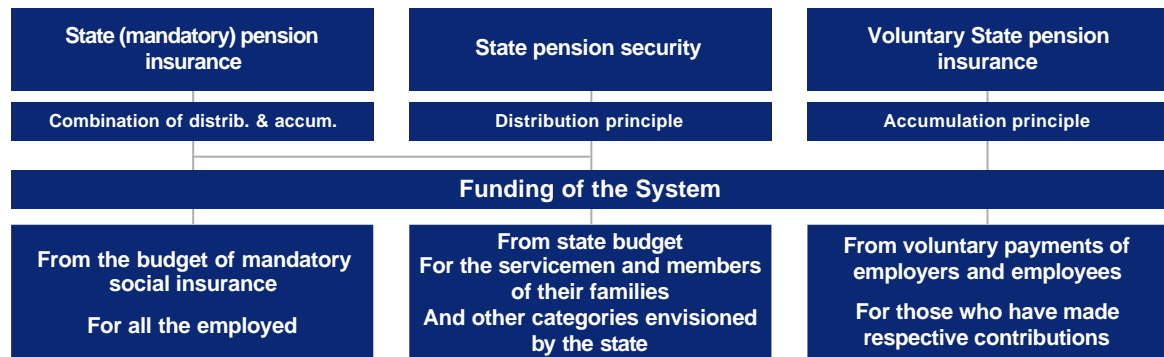 State (mandatory) pension
insurance
State pension security
Voluntary State pension
insurance
Combination of distrib. & accum.
Distribution principle
Accumulation principle
Funding of the System
From the budget of mandatory
social insurance
For all the employed
From state budget
For the servicemen and members
of their families
And other categories envisioned
by the state
From voluntary payments of
employers and employees
For those who have made
respective contributions